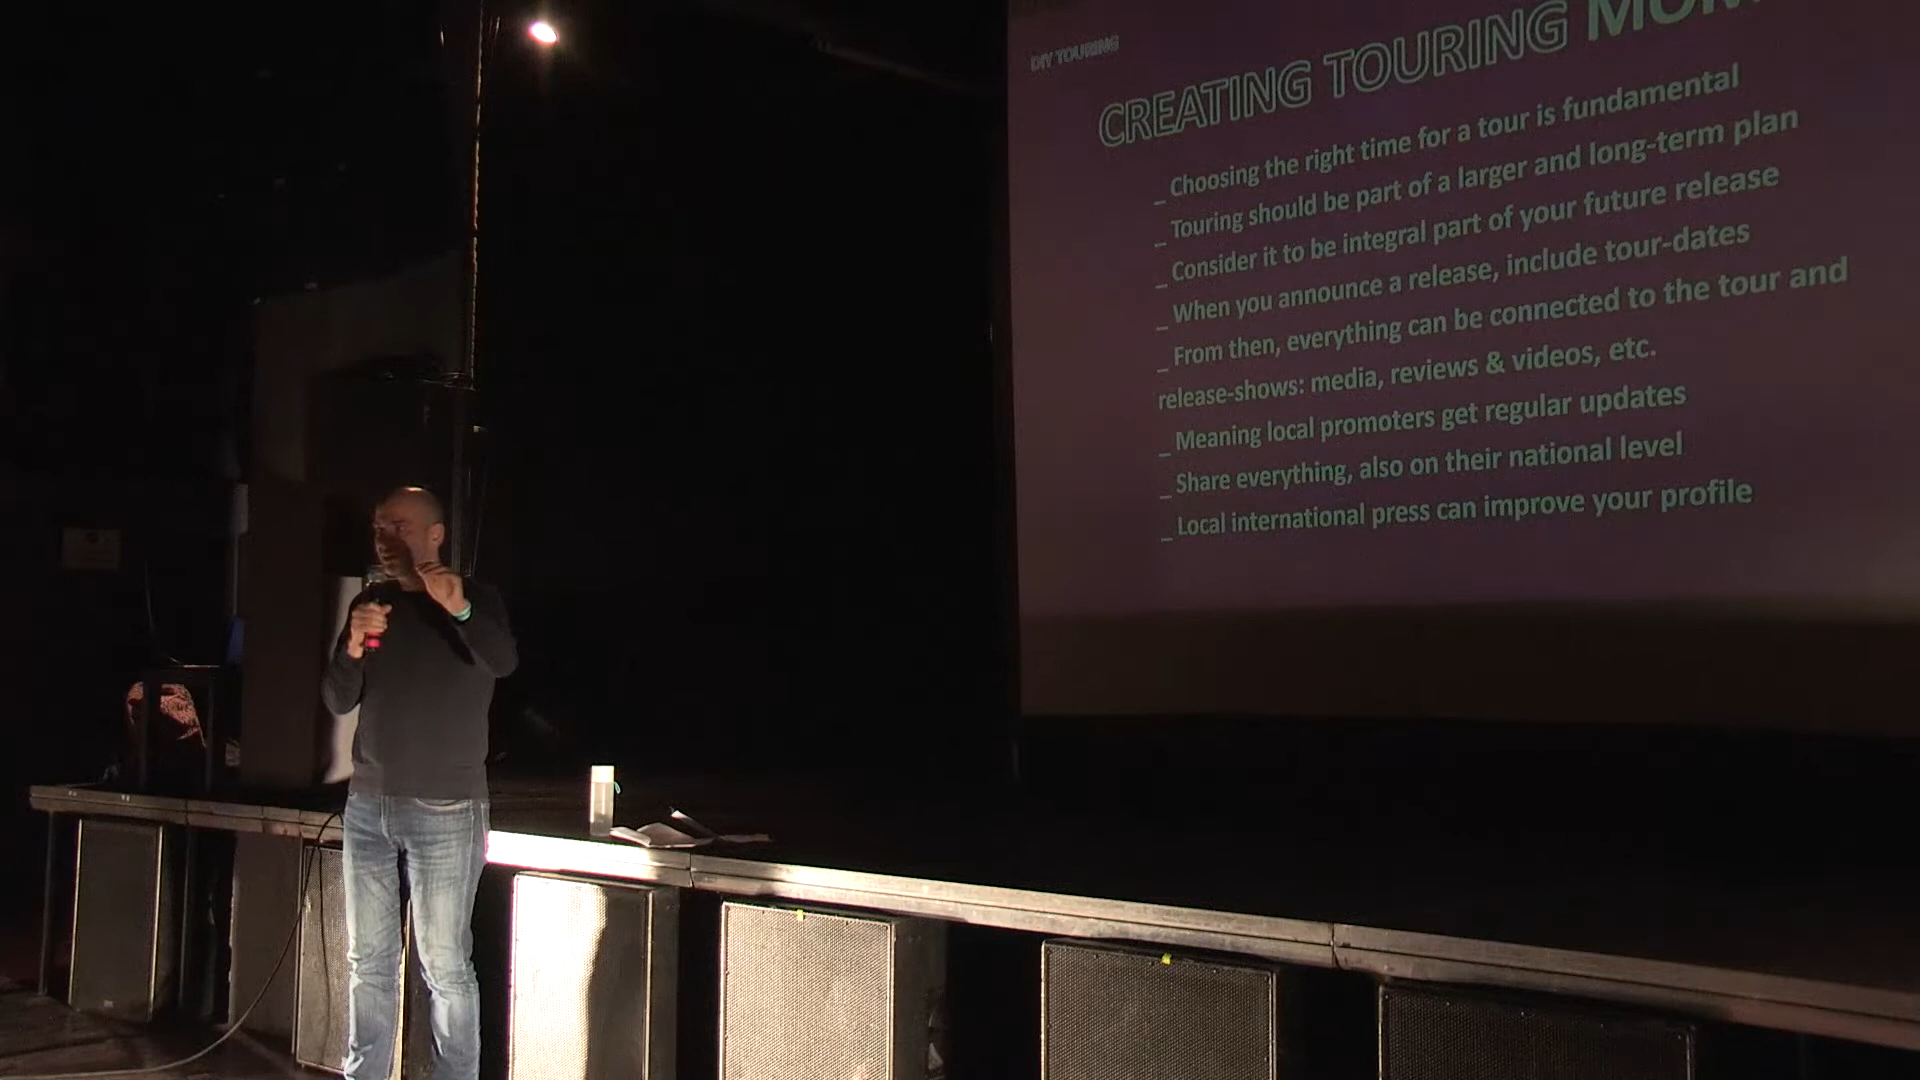 DIY TOURING
CREATING TOURING
_ Choosing the right time for a tour is fundamental
_ Touring should be part of a larger and long-term plan
_ Consider it to be integral part of your future release
_ When you announce a release, include tour-dates
_ From then, everything can be connected to the tour and
release-shows: media, reviews & videos, etc.
_ Meaning local promoters get regular updates
_ Share everything, also on their national level
_ Local international press can improve your profile